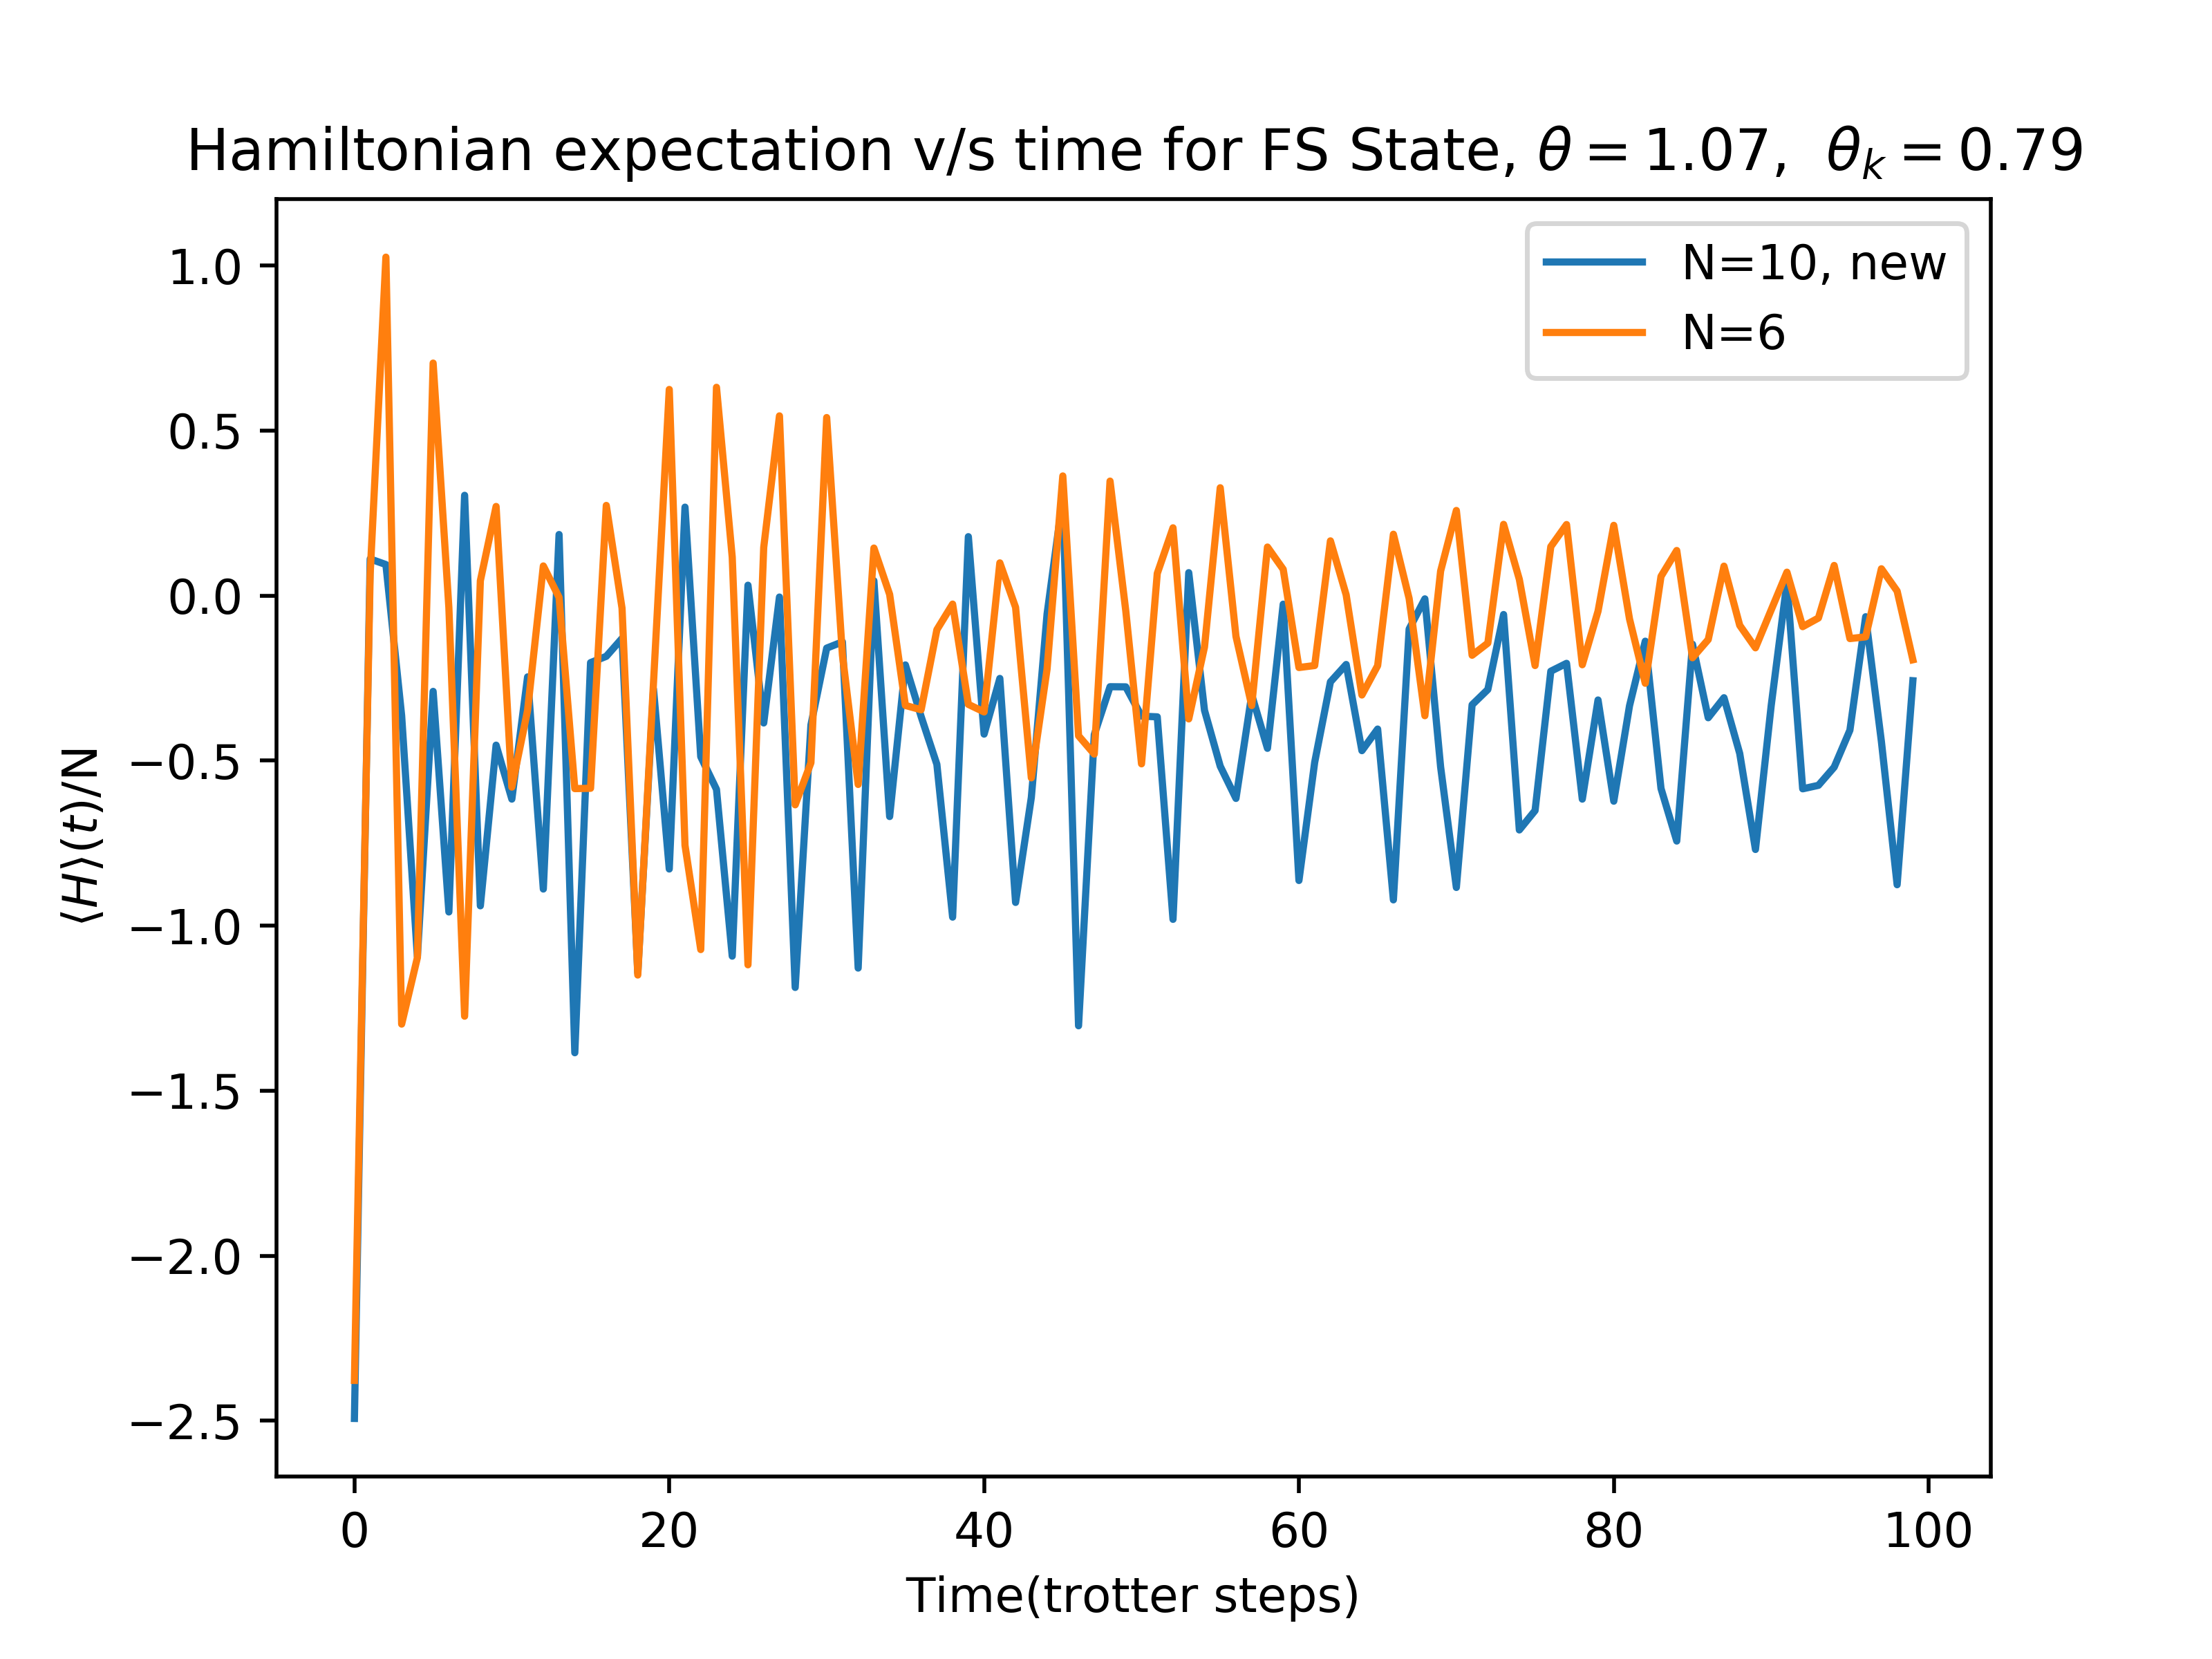 Hamiltonian expectation v/s time for FS State, θ = 1.07, θₖ = 0.79
N=10, new
N=6
1.0
0.5
0.0
−0.5
−1.0
−1.5
−2.0
−2.5
⟨H⟩(t)/N
0 20 40 60 80 100
Time(trotter steps)